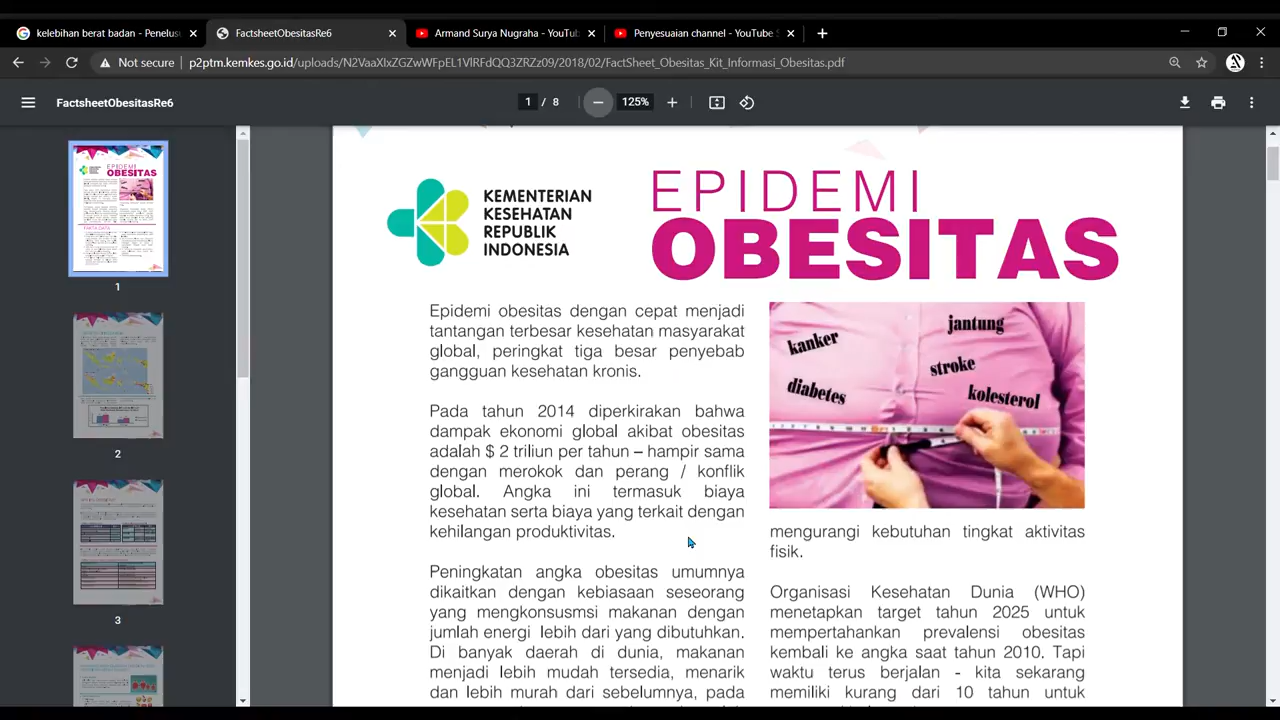 kelebihan berat badan - Penelus
FactsheetObesitasRe6
Armand Surya Nugraha - YouTu
Penyesuaian channel - YouTube S
Not secure
p2ptm.kemkes.go.id/uploads/N2VaaXlxZGZwWFpEL1VlRFdQQ3ZRZz09/2018/02/FactSheet_Obesitas_Kit_Informasi_Obesitas.pdf
FactsheetObesitasRe6
1 / 8
125%
EPIDEMI
OBESITAS
1
2
3
KEMENTERIAN
KESEHATAN
REPUBLIK
INDONESIA
EPIDEMI
OBESITAS
Epidemi obesitas dengan cepat menjadi
tantangan terbesar kesehatan masyarakat
global, peringkat tiga besar penyebab
gangguan kesehatan kronis.
Pada tahun 2014 diperkirakan bahwa
dampak ekonomi global akibat obesitas
adalah $ 2 triliun per tahun – hampir sama
dengan merokok dan perang / konflik
global. Angka ini termasuk biaya
kesehatan serta biaya yang terkait dengan
kehilangan produktivitas.
Peningkatan angka obesitas umumnya
dikaitkan dengan kebiasaan seseorang
yang mengkonsusmsi makanan dengan
jumlah energi lebih dari yang dibutuhkan.
Di banyak daerah di dunia, makanan
menjadi lebih mudah tersedia, menarik
dan lebih murah dari sebelumnya, pada
kanker
jantung
stroke
diabetes
kolesterol
mengurangi kebutuhan tingkat aktivitas
fisik.
Organisasi Kesehatan Dunia (WHO)
menetapkan target tahun 2025 untuk
mempertahankan prevalensi obesitas
kembali ke angka saat tahun 2010. Tapi
waktu terus berjalan - kita sekarang
memiliki kurang dari 10 tahun untuk